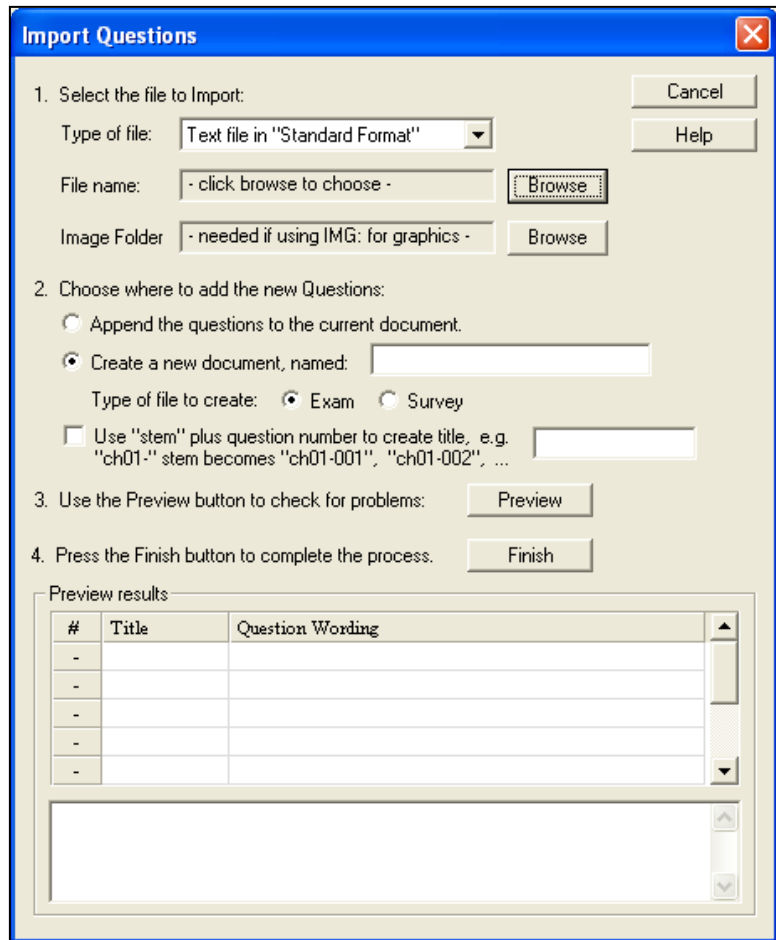 Import Questions
1. Select the file to Import:
Cancel
Type of file: Text file in "Standard Format"
Help
File name: - click browse to choose - Browse
Image Folder - needed if using IMG: for graphics - Browse
2. Choose where to add the new Questions:
Append the questions to the current document.
Create a new document, named:
Type of file to create: Exam Survey
Use "stem" plus question number to create title, e.g.
"ch01-" stem becomes "ch01-001", "ch01-002", ...
3. Use the Preview button to check for problems: Preview
4. Press the Finish button to complete the process. Finish
Preview results
# Title Question Wording
-
-
-
-
-